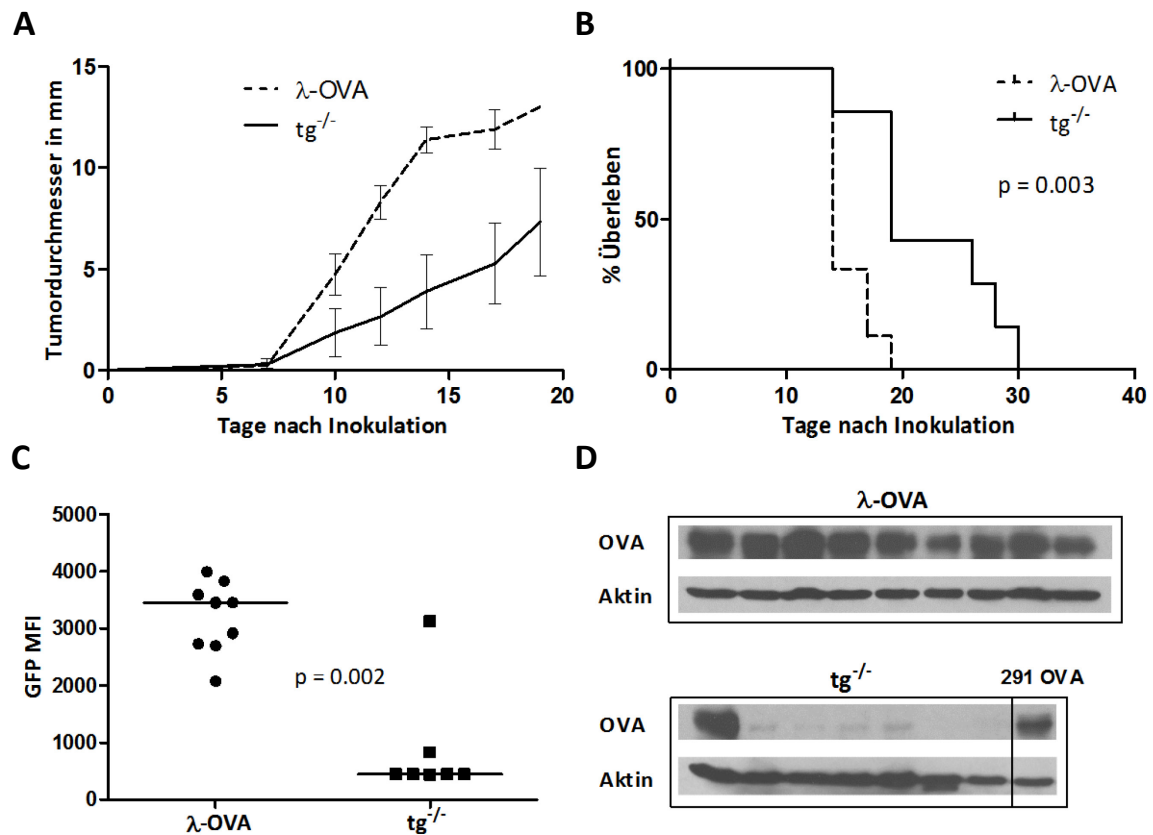 A
15
10
5
0
0 5 10 15 20
Tumordurchmesser in mm
Tage nach Inokulation
λ-OVA
tg-/-
B
100
50
0
0 10 20 30 40
% Überleben
Tage nach Inokulation
λ-OVA
tg-/-
p = 0.003
C
5000
4000
3000
2000
1000
0
GFP MFI
p = 0.002
λ-OVA tg-/-
D
λ-OVA
OVA
Aktin
tg-/- 291 OVA
OVA
Aktin